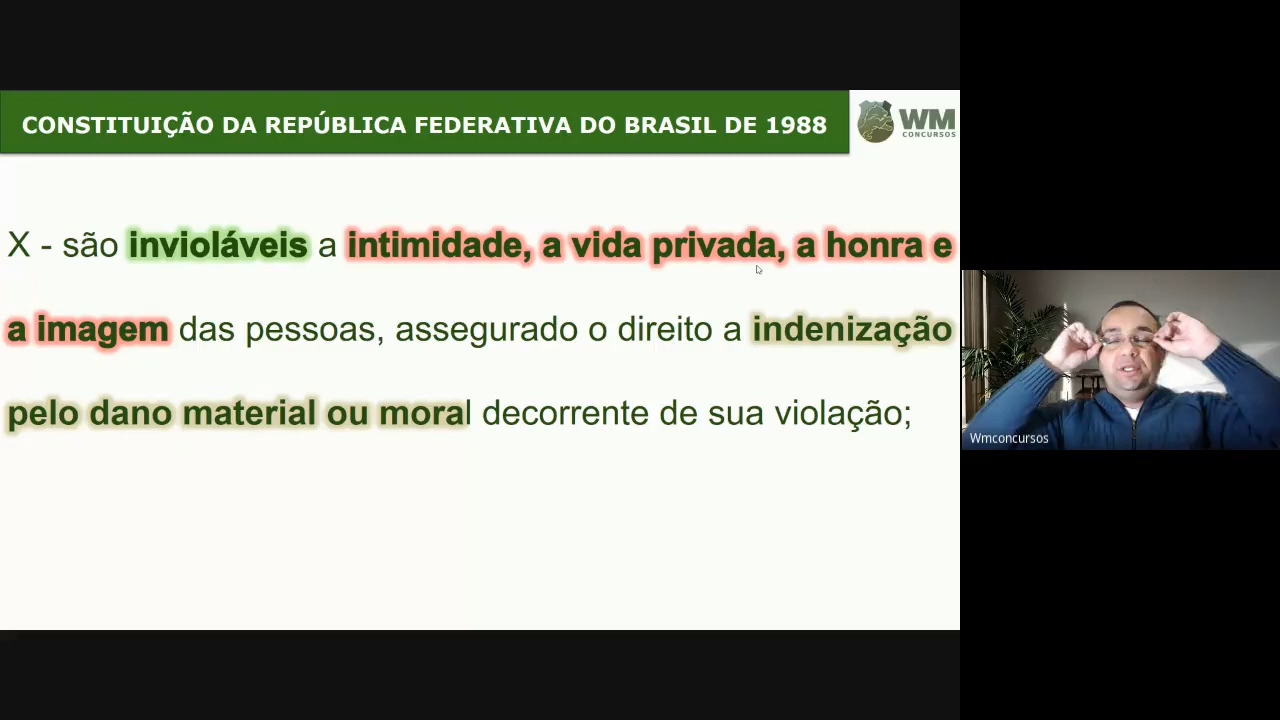 CONSTITUIÇÃO DA REPÚBLICA FEDERATIVA DO BRASIL DE 1988
WM
CONCURSOS
X - são invioláveis a intimidade, a vida privada, a honra e
a imagem das pessoas, assegurado o direito a indenização
pelo dano material ou moral decorrente de sua violação;
Wmconcursos